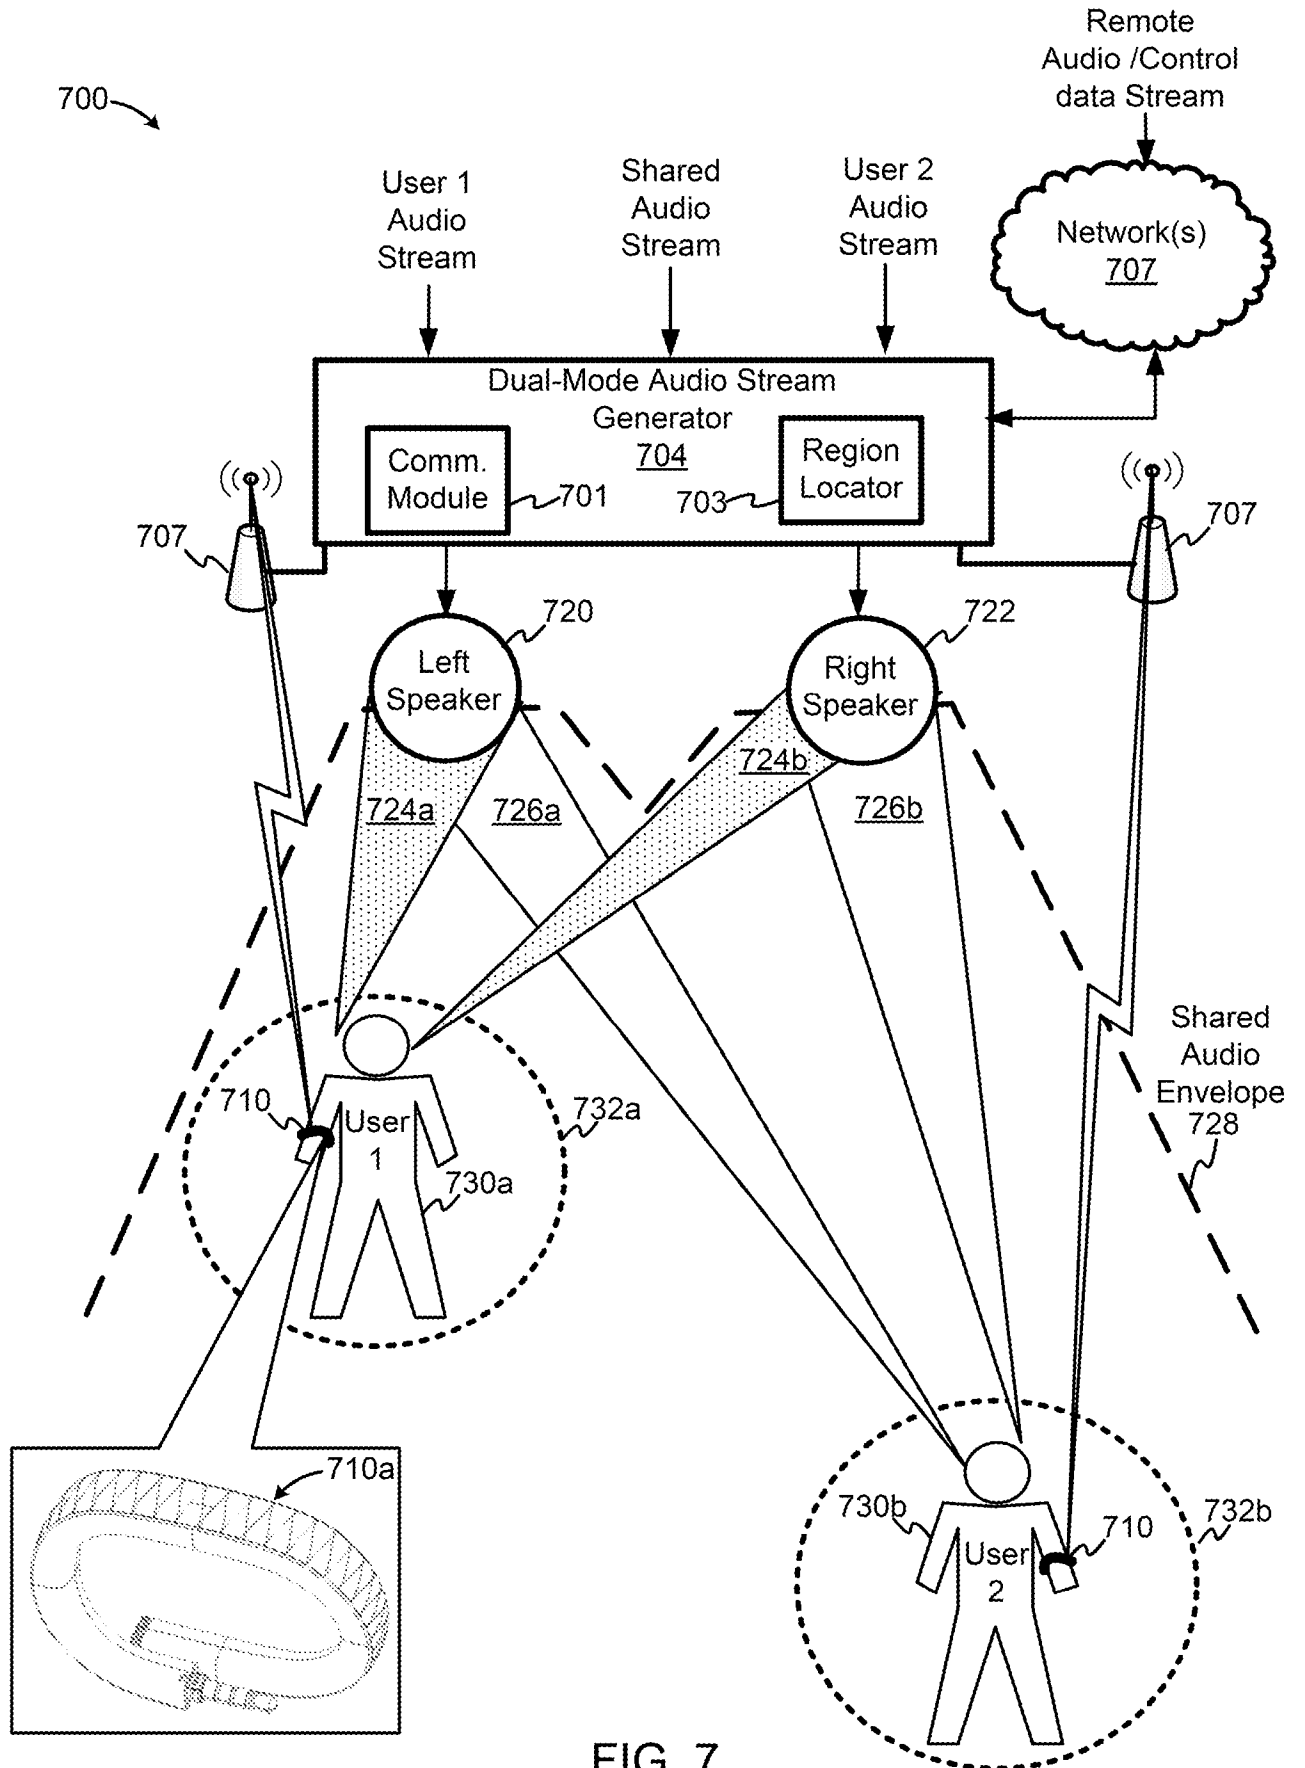 Remote
Audio /Control
data Stream
700
User 1
Audio
Stream
Shared
Audio
Stream
User 2
Audio
Stream
Network(s)
707
Dual-Mode Audio Stream
Generator
704
Comm.
Module
701
703
Region
Locator
707
707
720
722
Left
Speaker
Right
Speaker
724a
726a
724b
726b
Shared
Audio
Envelope
728
710
User
1
732a
730a
710a
730b
User
2
710
732b
FIG. 7